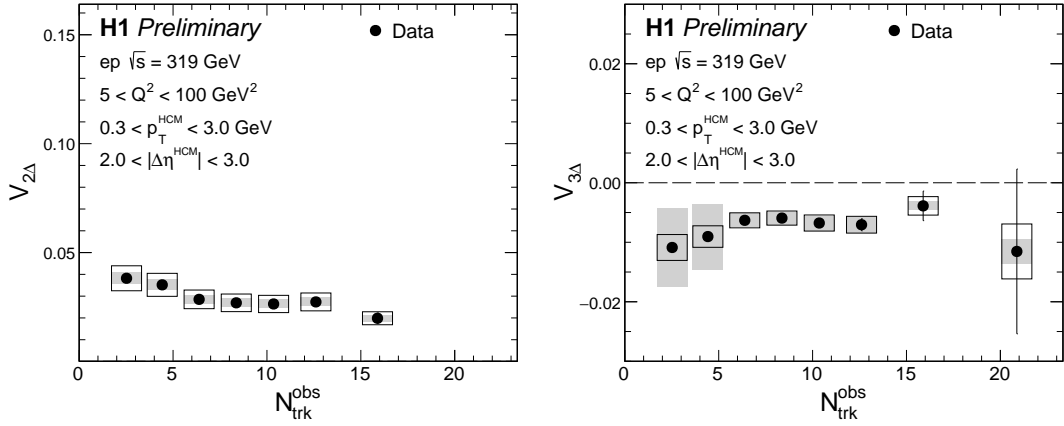 H1 Preliminary
Data
ep √s = 319 GeV
5 < Q² < 100 GeV²
0.3 < p_T^HCM < 3.0 GeV
2.0 < |Δη^HCM| < 3.0
V_2Δ
0.15
0.10
0.05
0 5 10 15 20
N_trk^obs
H1 Preliminary
Data
ep √s = 319 GeV
5 < Q² < 100 GeV²
0.3 < p_T^HCM < 3.0 GeV
2.0 < |Δη^HCM| < 3.0
V_3Δ
0.02
0.00
−0.02
0 5 10 15 20
N_trk^obs